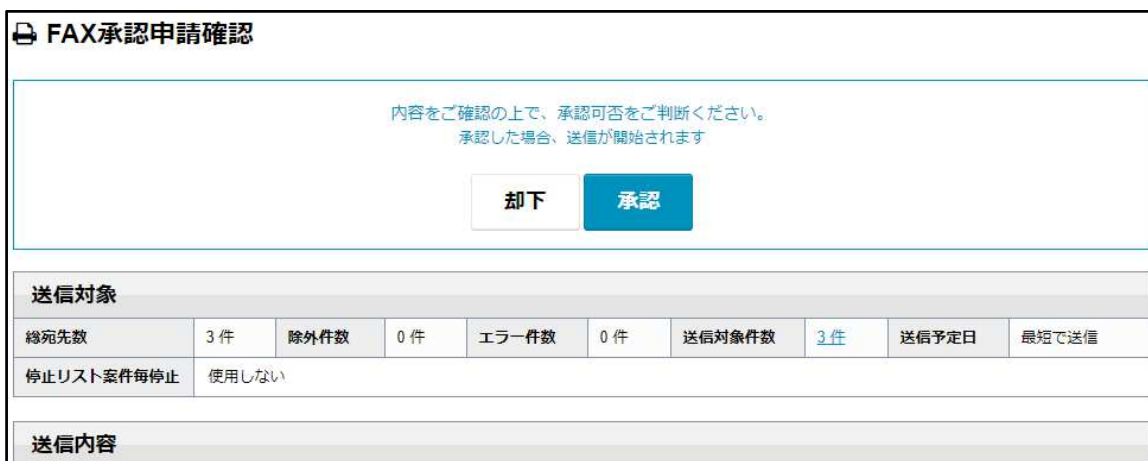 FAX承認申請確認
内容をご確認の上で、承認可否をご判断ください。
承認した場合、送信が開始されます
却下 承認
送信対象
総宛先数 3 件 除外件数 0 件 エラー件数 0 件 送信対象件数 3 件 送信予定日 最短で送信
停止リスト案件毎停止 使用しない
送信内容